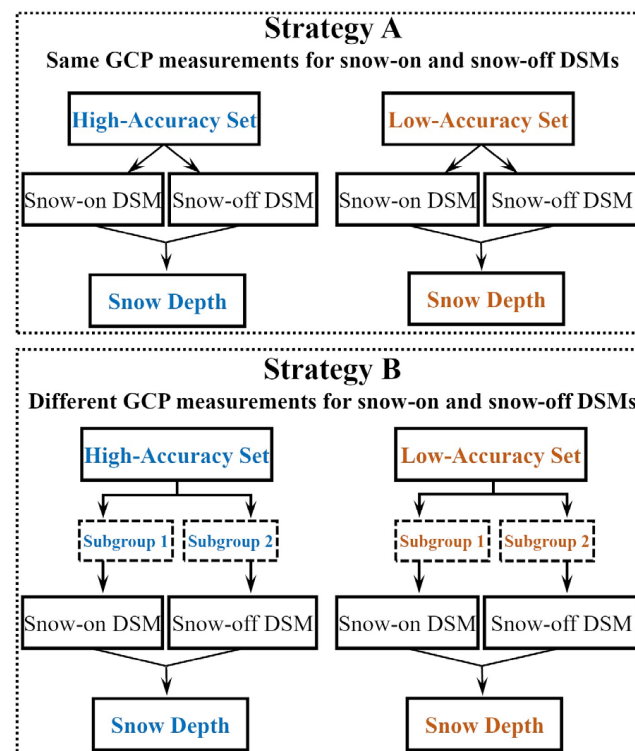 Strategy A
Same GCP measurements for snow-on and snow-off DSMs
High-Accuracy Set Low-Accuracy Set
Snow-on DSM Snow-off DSM Snow-on DSM Snow-off DSM
Snow Depth Snow Depth
Strategy B
Different GCP measurements for snow-on and snow-off DSMs
High-Accuracy Set Low-Accuracy Set
Subgroup 1 Subgroup 2 Subgroup 1 Subgroup 2
Snow-on DSM Snow-off DSM Snow-on DSM Snow-off DSM
Snow Depth Snow Depth